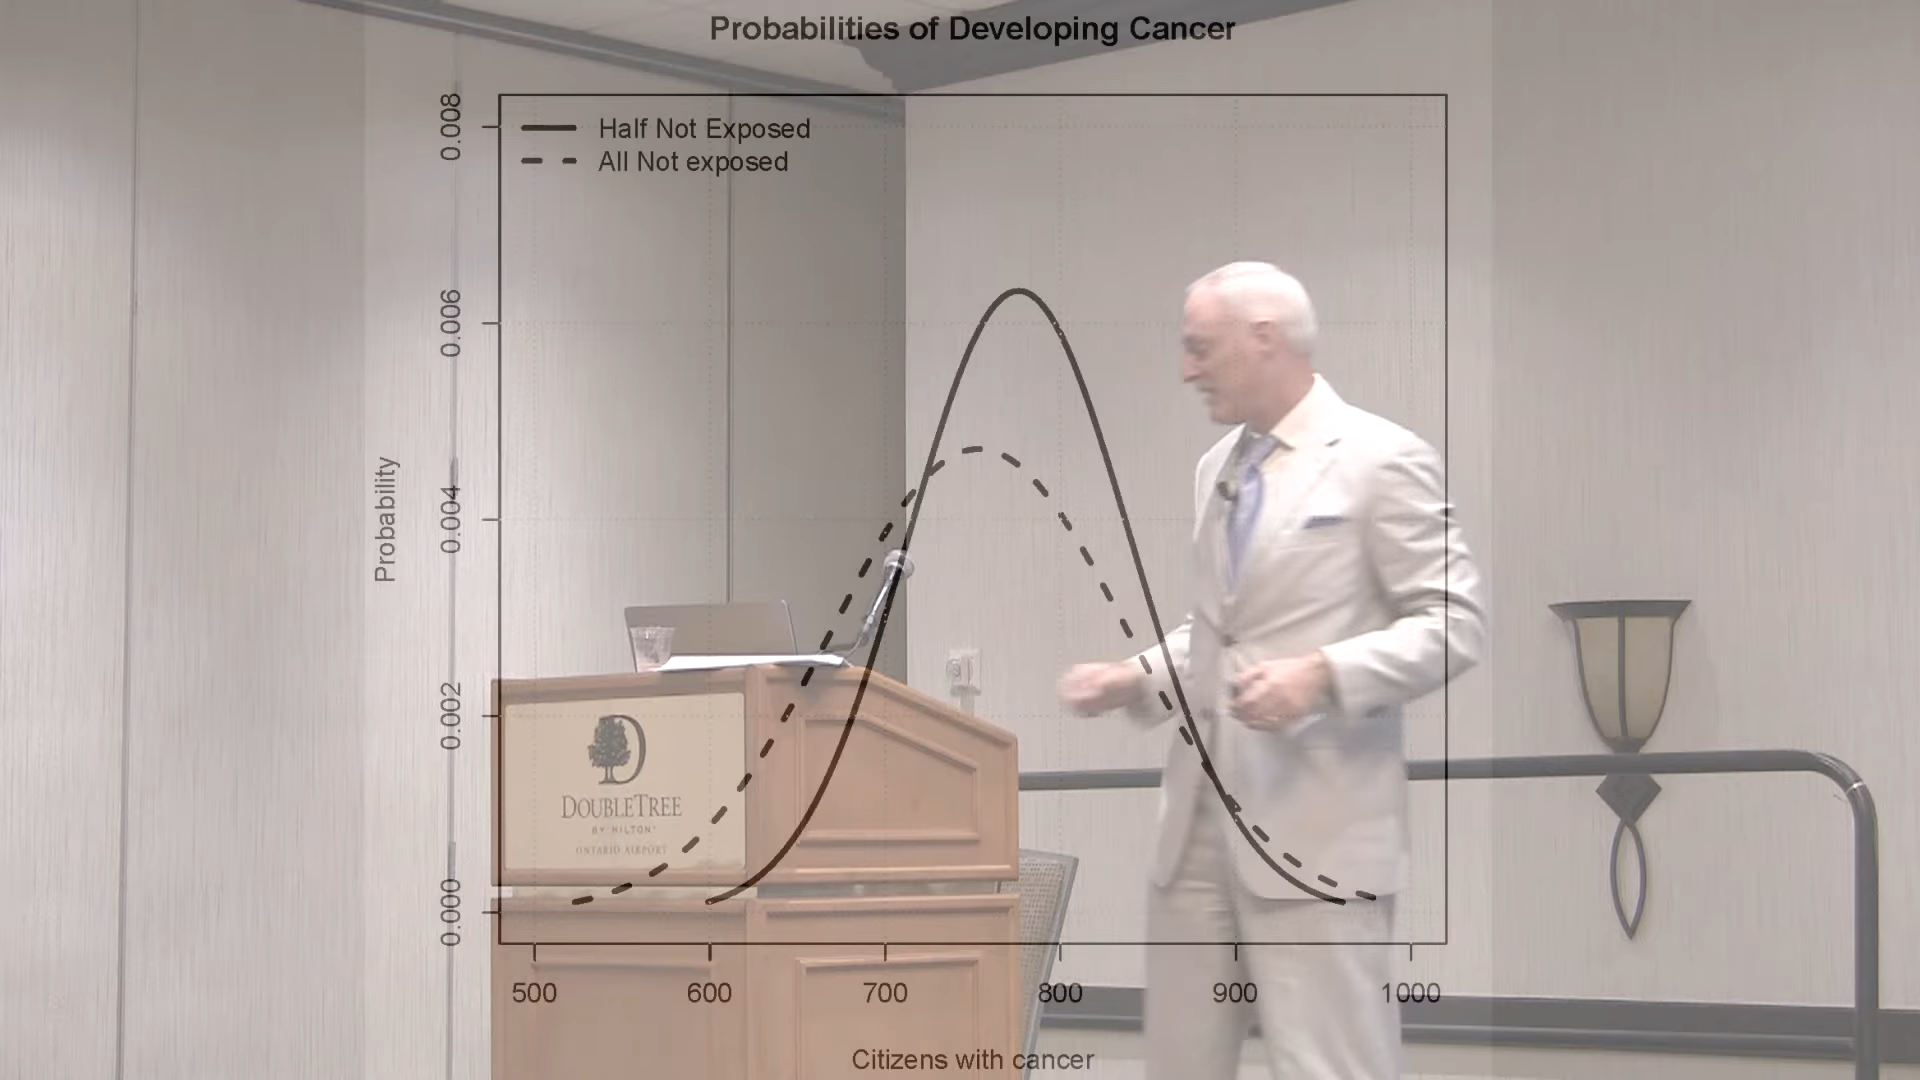 Probabilities of Developing Cancer
Half Not Exposed
All Not exposed
0.008
0.006
0.004
0.002
0.000
Probability
500 600 700 800 900 1000
Citizens with cancer
D
DOUBLETREE
BY HILTON
ONTARIO AIRPORT